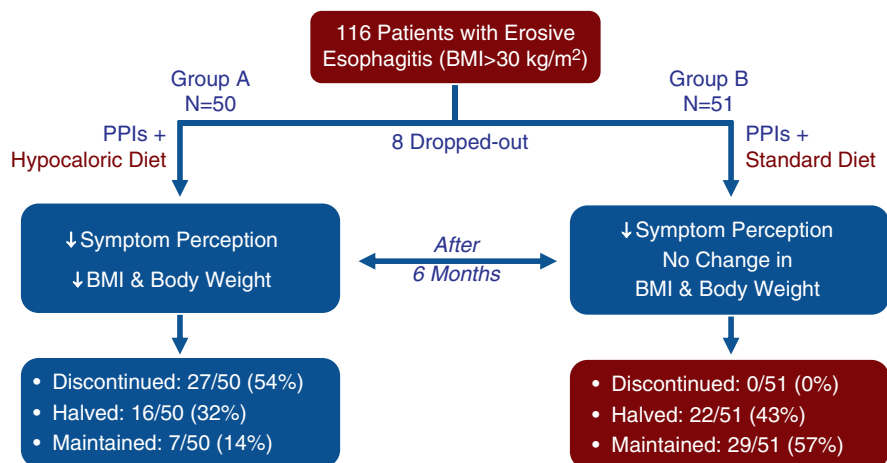 116 Patients with Erosive
Esophagitis (BMI>30 kg/m²)
Group A
N=50
Group B
N=51
PPIs +
Hypocaloric Diet
8 Dropped-out
PPIs +
Standard Diet
↓Symptom Perception
↓BMI & Body Weight
After
6 Months
↓Symptom Perception
No Change in
BMI & Body Weight
• Discontinued: 27/50 (54%)
• Halved: 16/50 (32%)
• Maintained: 7/50 (14%)
• Discontinued: 0/51 (0%)
• Halved: 22/51 (43%)
• Maintained: 29/51 (57%)